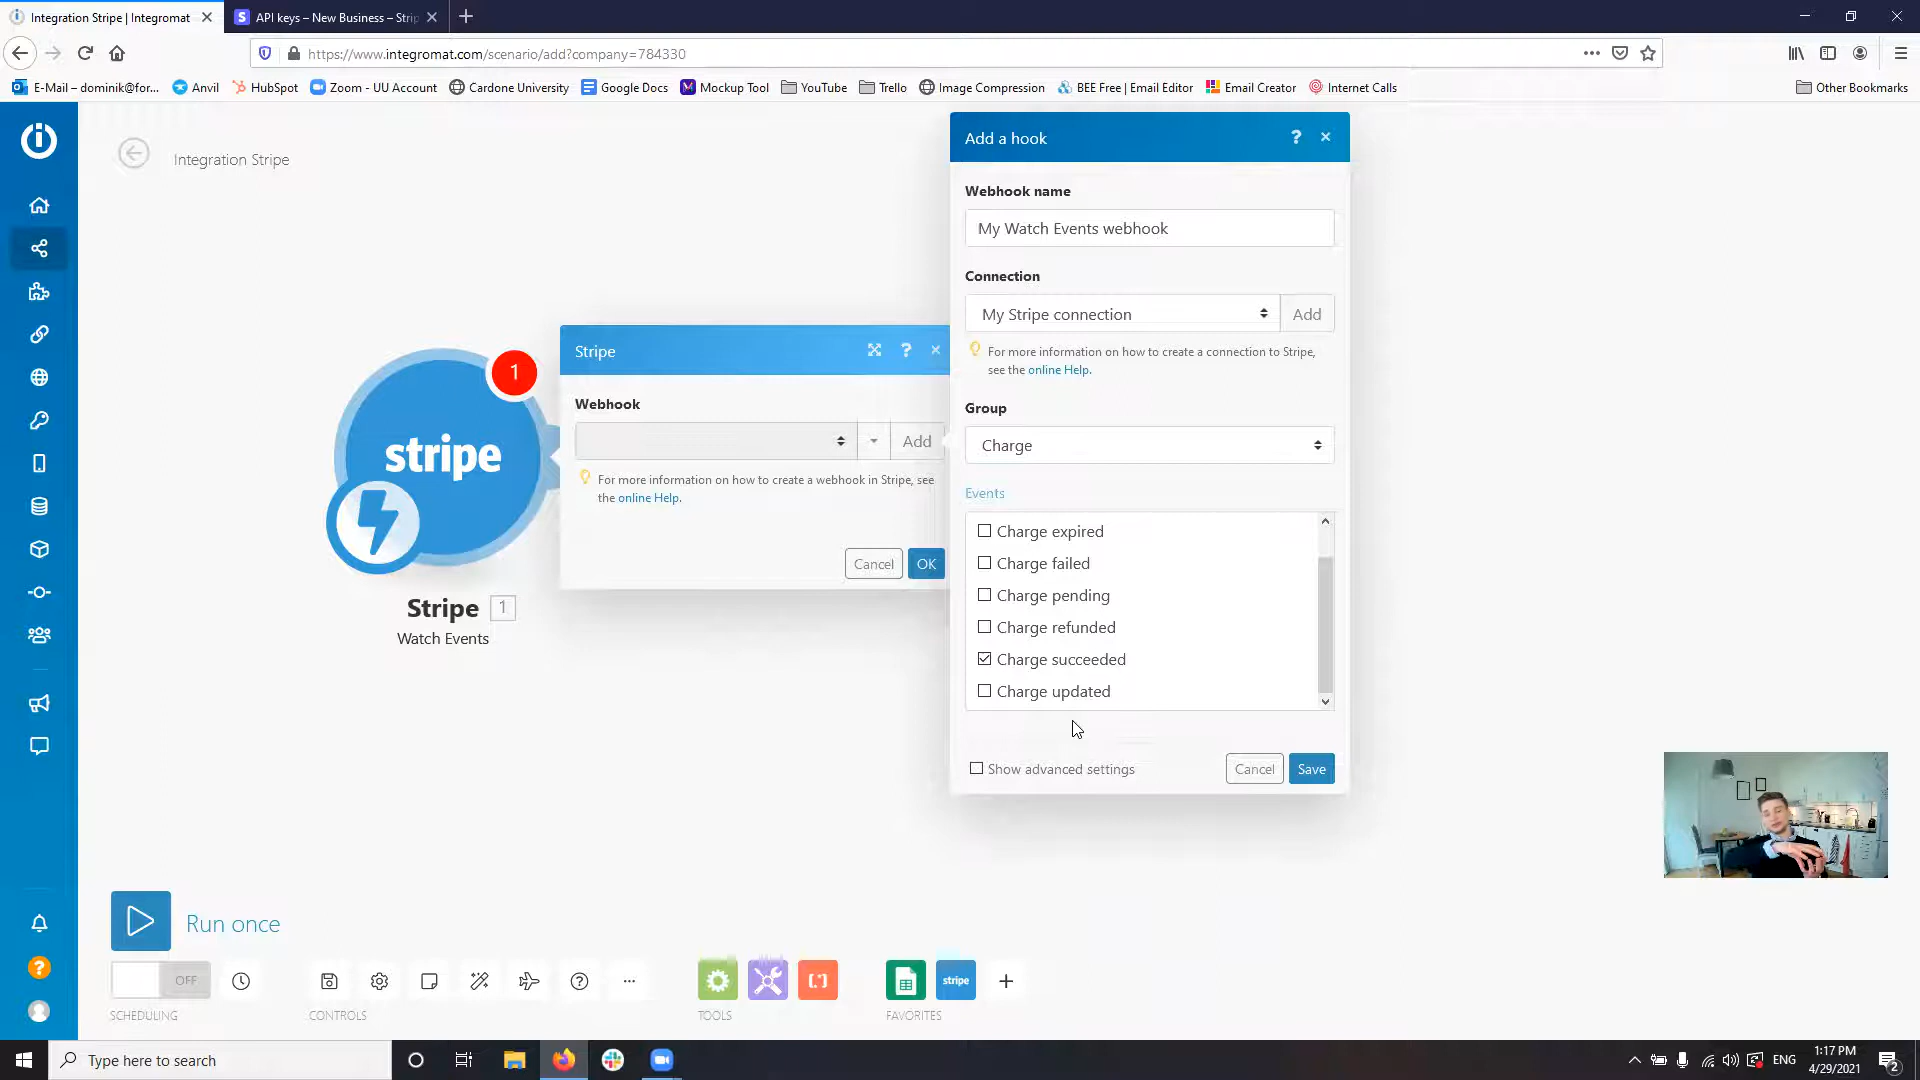 Integration Stripe | Integromat
API keys – New Business – Strip
https://www.integromat.com/scenario/add?company=784330
E-Mail – dominik@for...
Anvil
HubSpot
Zoom - UU Account
Cardone University
Google Docs
Mockup Tool
YouTube
Trello
Image Compression
BEE Free | Email Editor
Email Creator
Internet Calls
Other Bookmarks
Integration Stripe
Add a hook
?
Webhook name
My Watch Events webhook
Connection
My Stripe connection
Add
For more information on how to create a connection to Stripe,
see the online Help.
Group
Charge
Events
Charge expired
Charge failed
Charge pending
Charge refunded
Charge succeeded
Charge updated
Show advanced settings
Cancel
Save
Stripe
?
Webhook
Add
For more information on how to create a webhook in Stripe, see
the online Help.
Cancel
OK
1
stripe
Stripe 1
Watch Events
Run once
OFF
SCHEDULING
CONTROLS
TOOLS
stripe
FAVORITES
Type here to search
ENG
1:17 PM
4/29/2021
2